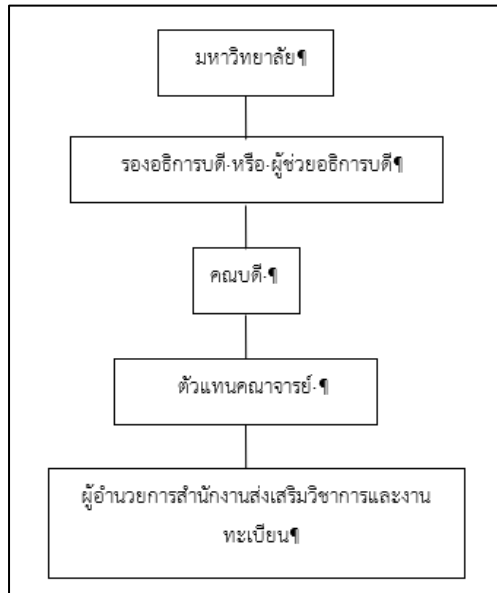 มหาวิทยาลัย¶
รองอธิการบดี·หรือ·ผู้ช่วยอธิการบดี¶
คณบดี·¶
ตัวแทนคณาจารย์·¶
ผู้อำนวยการสำนักงานส่งเสริมวิชาการและงาน
ทะเบียน¶